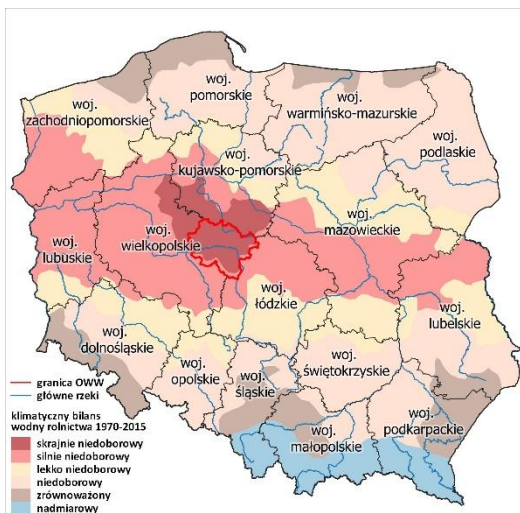 woj.
pomorskie
woj.
zachodniopomorskie
woj.
warmińsko-mazurskie
woj.
podlaskie
woj.
kujawsko-pomorskie
woj.
mazowieckie
woj.
wielkopolskie
woj.
lubuskie
woj.
łódzkie
woj.
lubelskie
woj.
dolnośląskie
woj.
opolskie
woj.
śląskie
woj.
świętokrzyskie
woj.
małopolskie
woj.
podkarpackie
granica OWW
główne rzeki
klimatyczny bilans
wodny rolnictwa 1970-2015
skrajnie niedoborowy
silnie niedoborowy
lekko niedoborowy
niedoborowy
zrównoważony
nadmiarowy